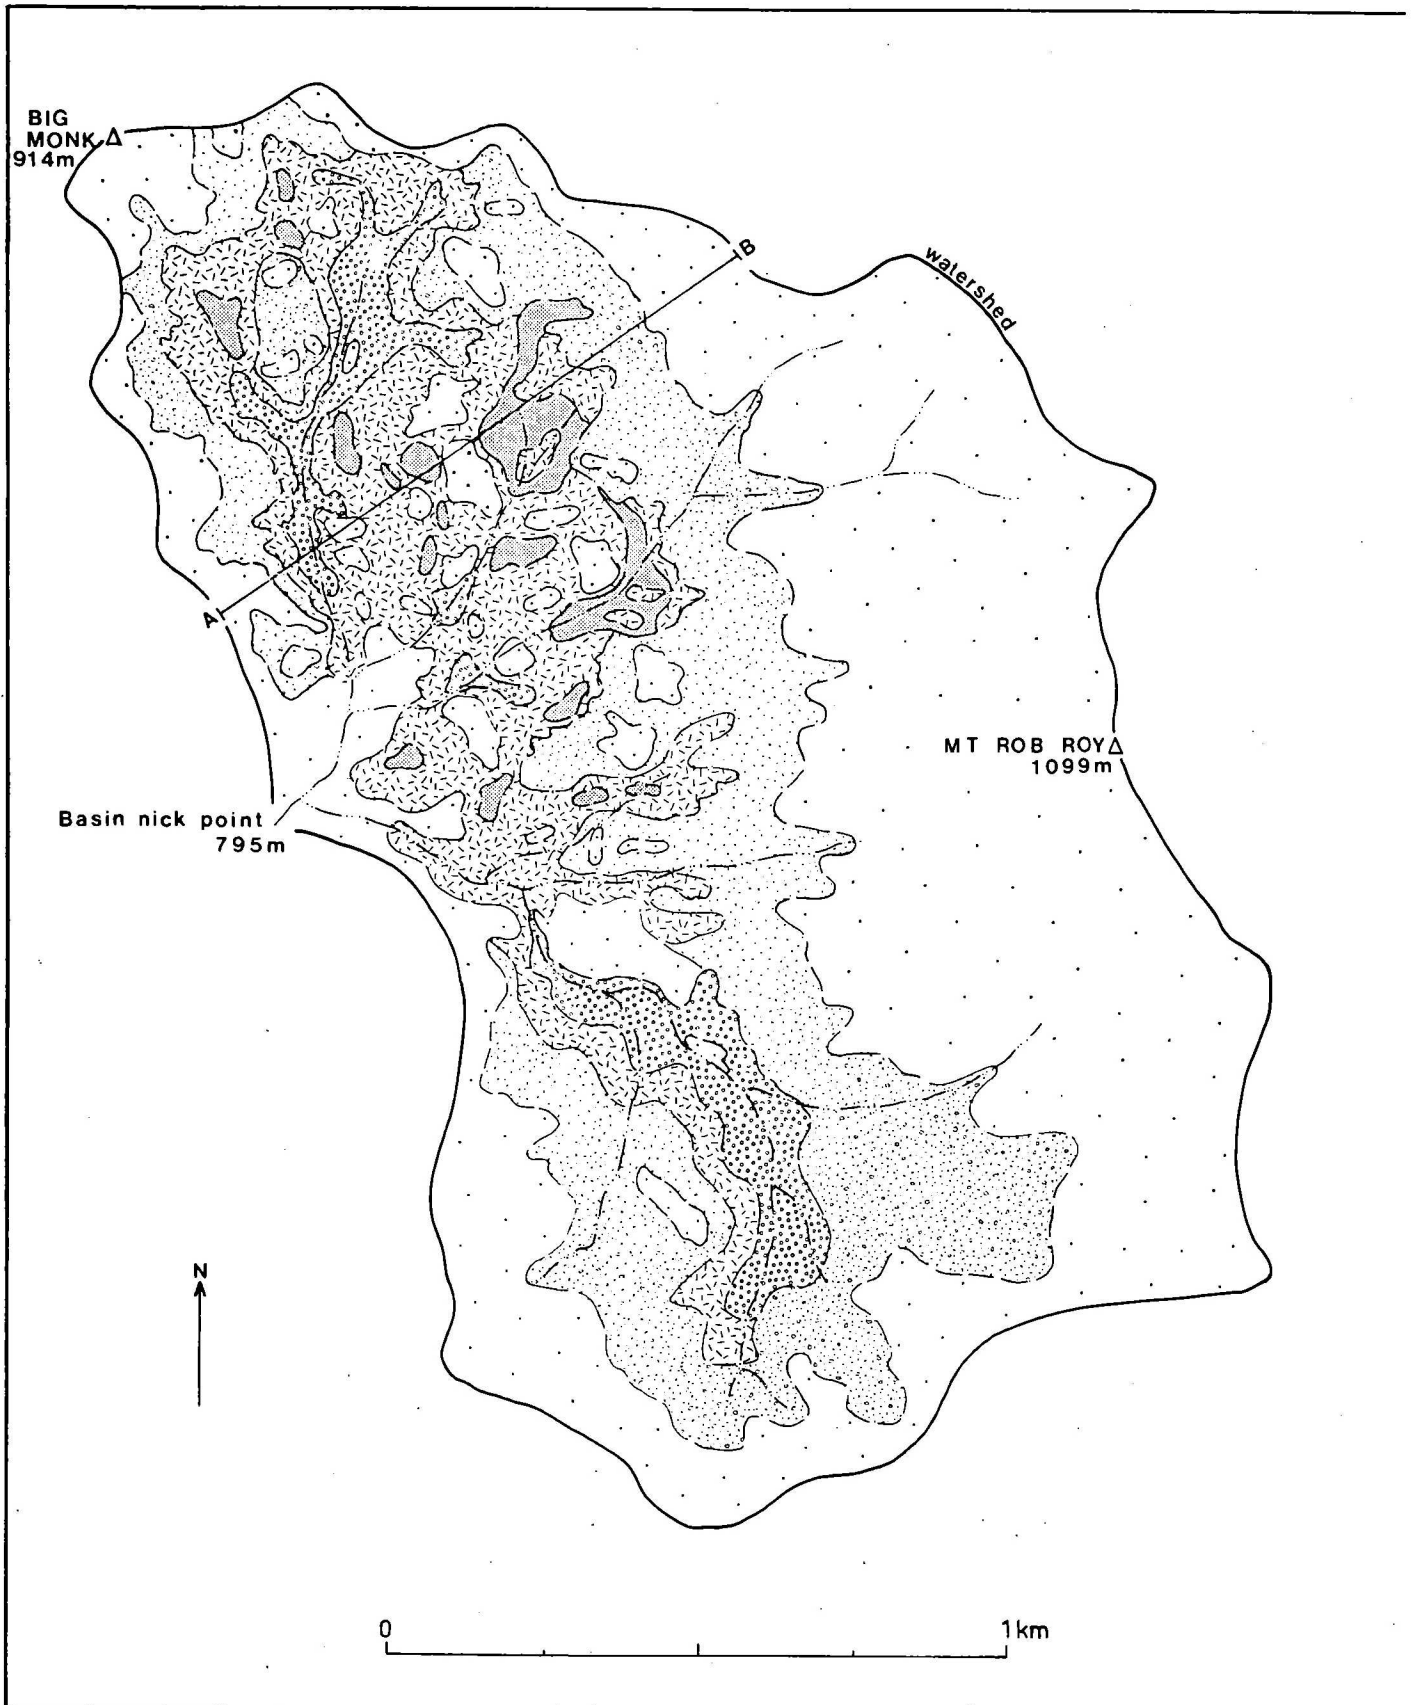 BIG
MONK
914m
B
watershed
A
MT ROB ROY
1099m
Basin nick point
795m
N
0 1km